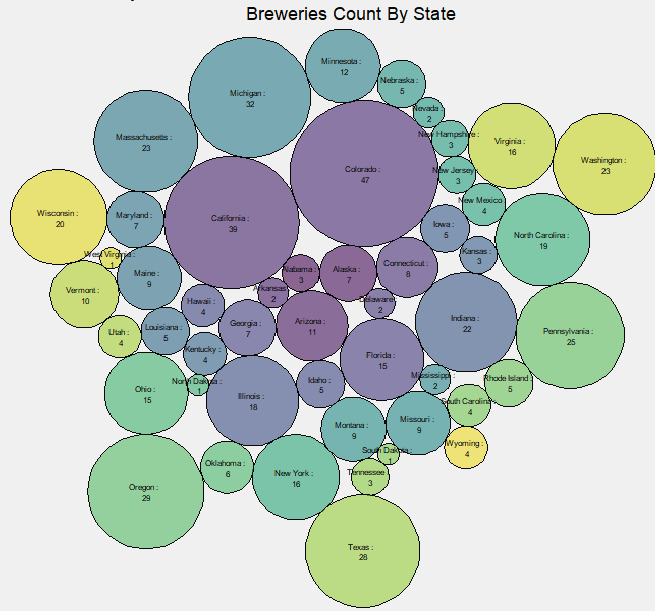 Breweries Count By State
Minnesota :
12
Nebraska :
5
Michigan :
32
Nevada :
2
New Hampshire :
3
Virginia :
16
Massachusetts :
23
Washington :
23
Colorado :
47
New Jersey :
3
New Mexico :
4
Wisconsin :
20
Maryland :
7
California :
39
Iowa :
5
North Carolina :
19
Kansas :
3
West Virginia :
1
Connecticut :
8
Alabama :
3
Alaska :
7
Maine :
9
Vermont :
10
Arkansas :
2
Delaware :
2
Hawaii :
4
Indiana :
22
Arizona :
11
Georgia :
7
Louisiana :
5
Utah :
4
Pennsylvania :
25
Kentucky :
4
Florida :
15
North Dakota :
1
Mississippi :
2
Rhode Island :
5
Idaho :
5
Ohio :
15
Illinois :
18
South Carolina :
4
Missouri :
9
Montana :
9
Wyoming :
4
South Dakota :
1
Oklahoma :
6
Tennessee :
3
New York :
16
Oregon :
29
Texas :
28